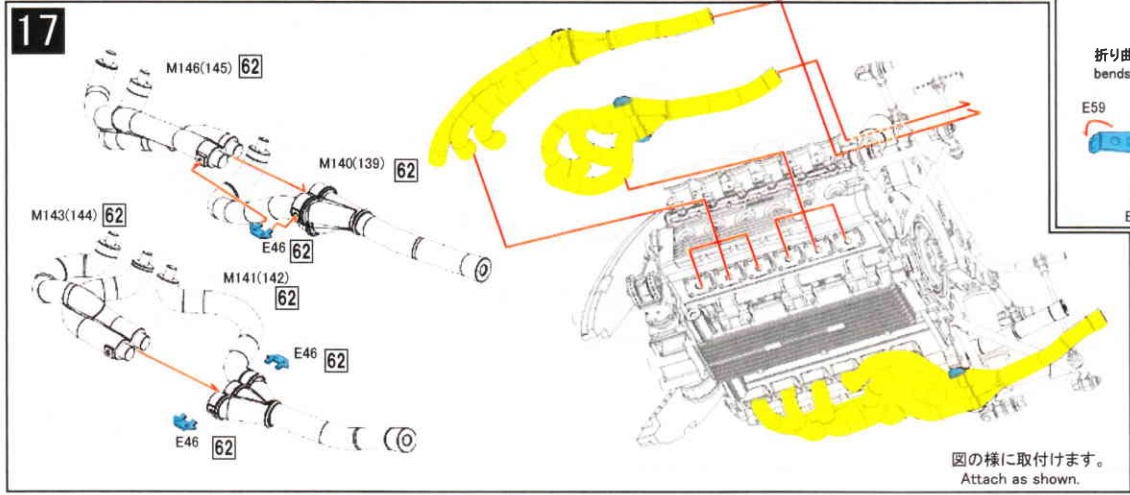 17
M146(145) 62
M140(139) 62
E46 62
M143(144) 62
M141(142)
62
E46 62
E46 62
図の様に取付けます。
Attach as shown.
折り曲
bends
E59
E